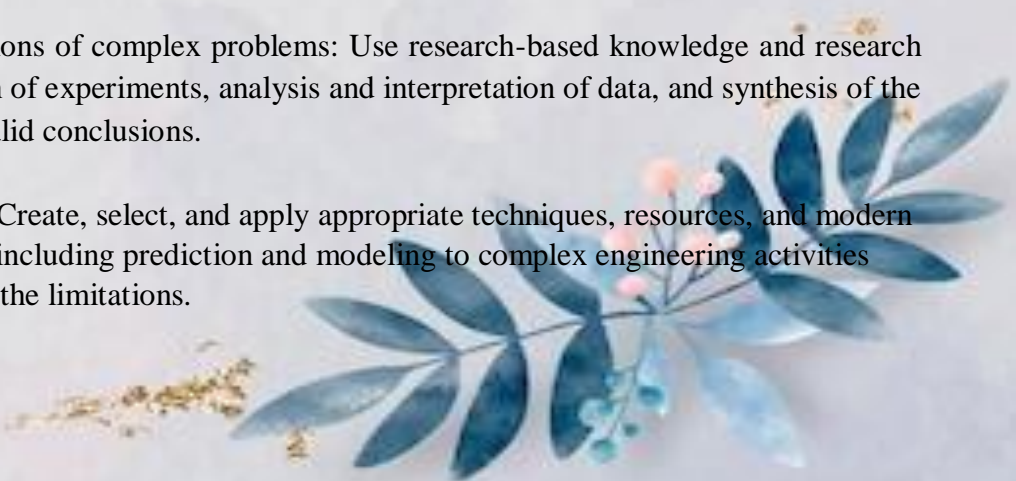 ons of complex problems: Use research-based knowledge and research
of experiments, analysis and interpretation of data, and synthesis of the
lid conclusions.
Create, select, and apply appropriate techniques, resources, and modern
including prediction and modeling to complex engineering activities
the limitations.